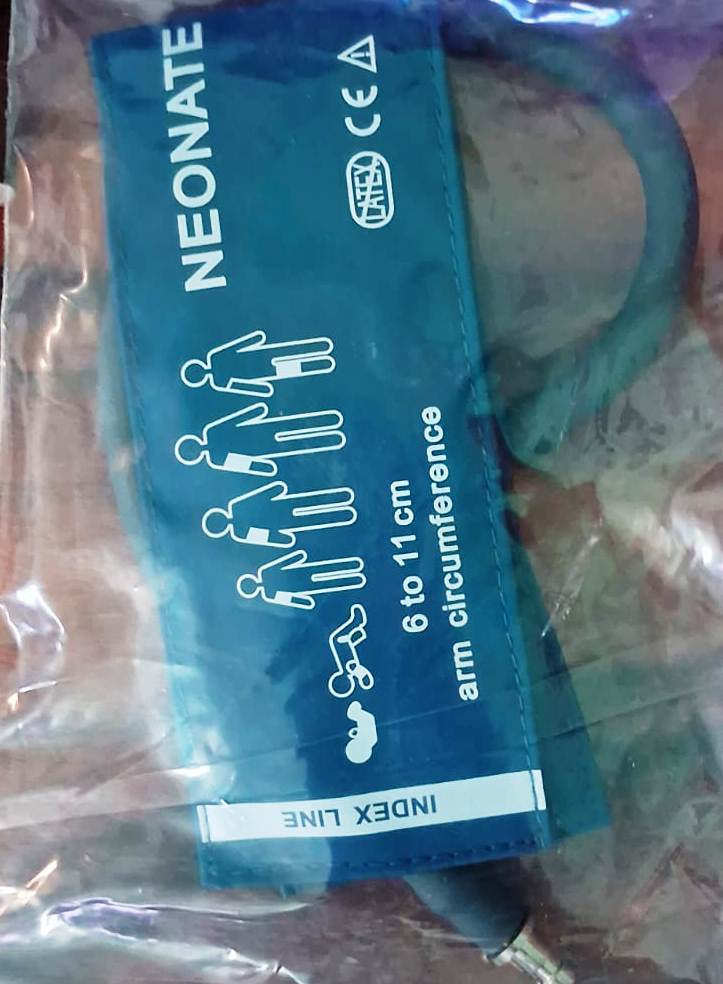 NEONATE
LATEX
CE
6 to 11 cm
arm circumference
INDEX LINE